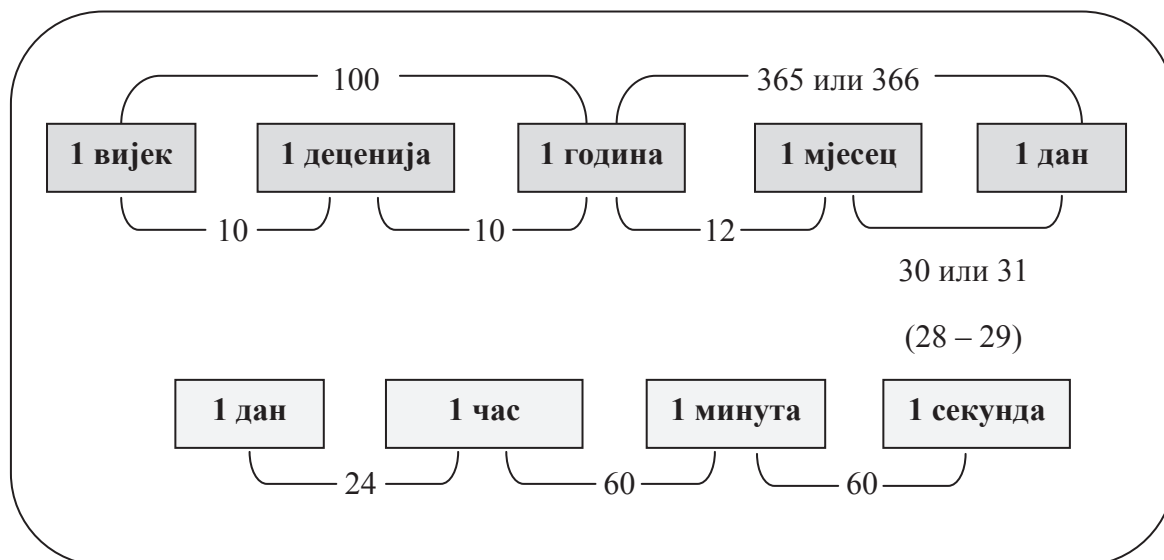 100 365 или 366
1 вијек 1 деценија 1 година 1 мјесец 1 дан
10 10 12
30 или 31
(28 – 29)
1 дан 1 час 1 минута 1 секунда
24 60 60